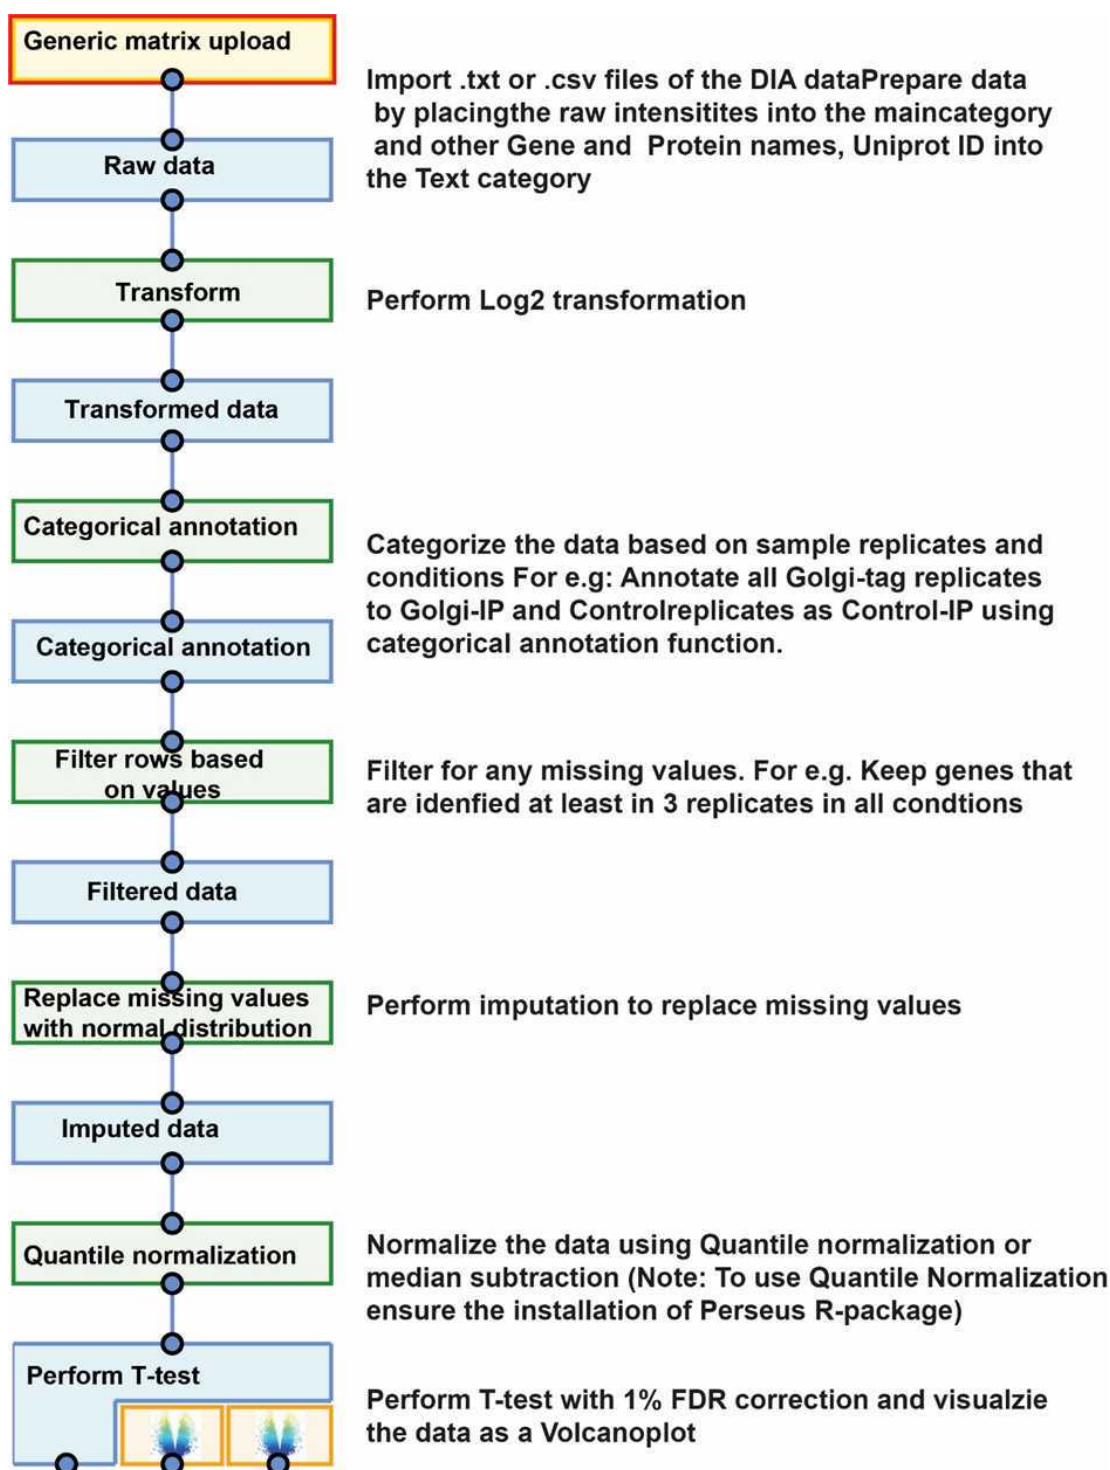 Generic matrix upload
Import .txt or .csv files of the DIA dataPrepare data
by placingthe raw intensitites into the maincategory
and other Gene and Protein names, Uniprot ID into
the Text category
Raw data
Transform
Perform Log2 transformation
Transformed data
Categorical annotation
Categorize the data based on sample replicates and
conditions For e.g: Annotate all Golgi-tag replicates
to Golgi-IP and Controlreplicates as Control-IP using
categorical annotation function.
Categorical annotation
Filter rows based
on values
Filter for any missing values. For e.g. Keep genes that
are idenfied at least in 3 replicates in all condtions
Filtered data
Replace missing values
with normal distribution
Perform imputation to replace missing values
Imputed data
Quantile normalization
Normalize the data using Quantile normalization or
median subtraction (Note: To use Quantile Normalization
ensure the installation of Perseus R-package)
Perform T-test
Perform T-test with 1% FDR correction and visualzie
the data as a Volcanoplot